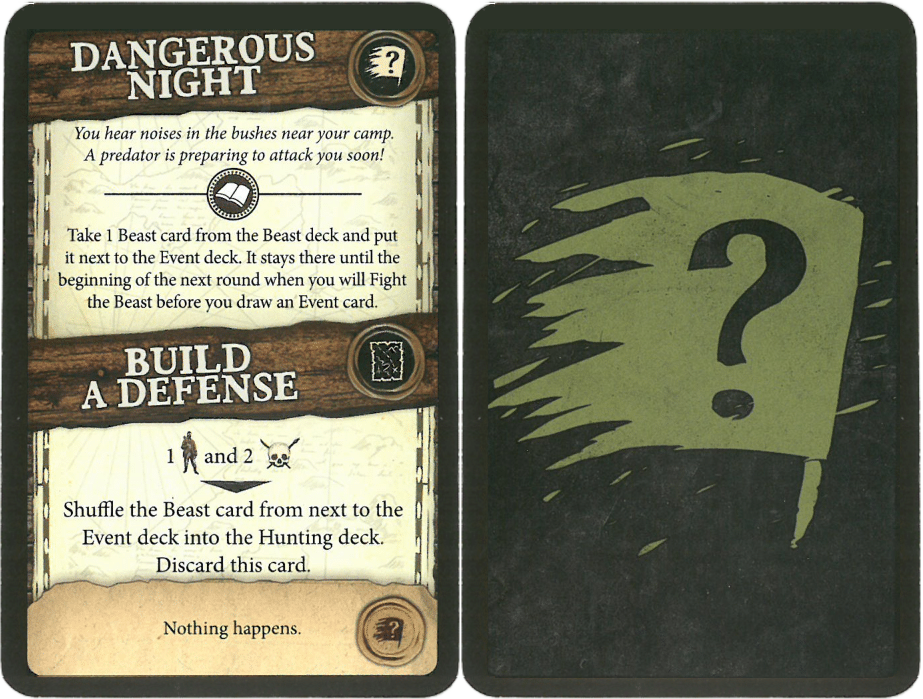 DANGEROUS
NIGHT
?
You hear noises in the bushes near your camp.
A predator is preparing to attack you soon!
Take 1 Beast card from the Beast deck and put
it next to the Event deck. It stays there until the
beginning of the next round when you will Fight
the Beast before you draw an Event card.
BUILD
A DEFENSE
1 and 2
Shuffle the Beast card from next to the
Event deck into the Hunting deck.
Discard this card.
Nothing happens.
?
?